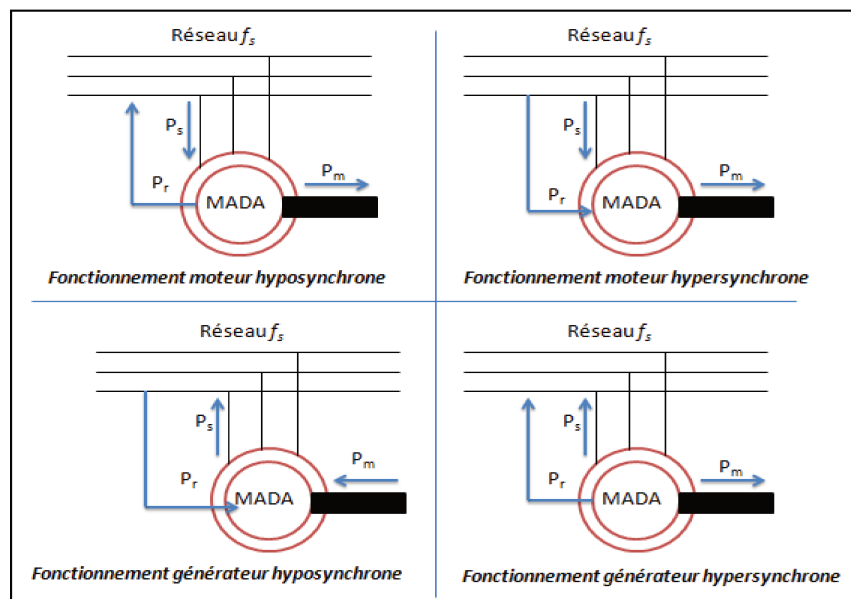 Réseau fs
Ps
Pm
Pr
MADA
Fonctionnement moteur hyposynchrone
Réseau fs
Ps
Pm
Pr
MADA
Fonctionnement moteur hypersynchrone
Réseau fs
Ps
Pm
Pr
MADA
Fonctionnement générateur hyposynchrone
Réseau fs
Ps
Pm
Pr
MADA
Fonctionnement générateur hypersynchrone